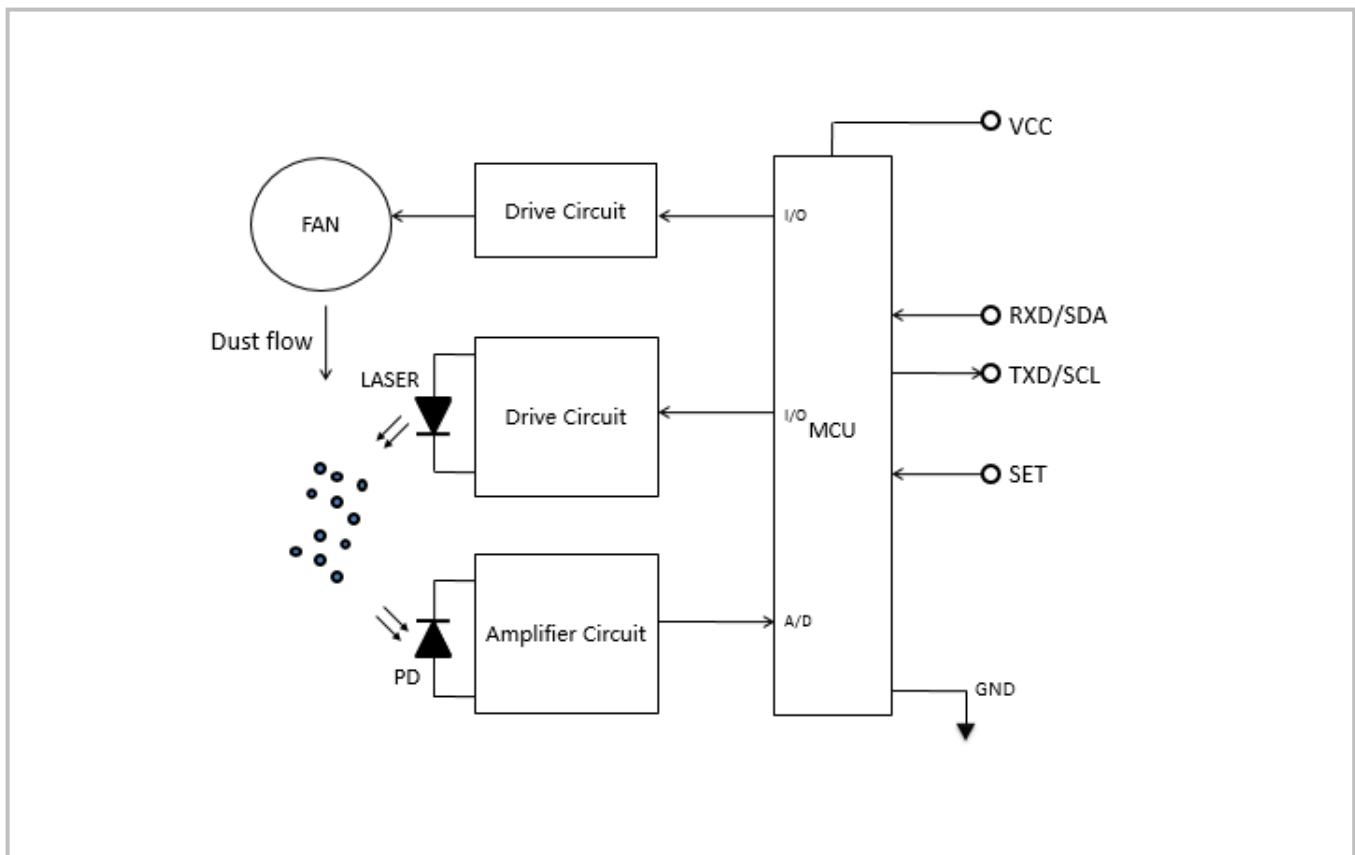 VCC
FAN
Drive Circuit
I/O
RXD/SDA
Dust flow
LASER
TXD/SCL
Drive Circuit
I/O
MCU
SET
PD
Amplifier Circuit
A/D
GND